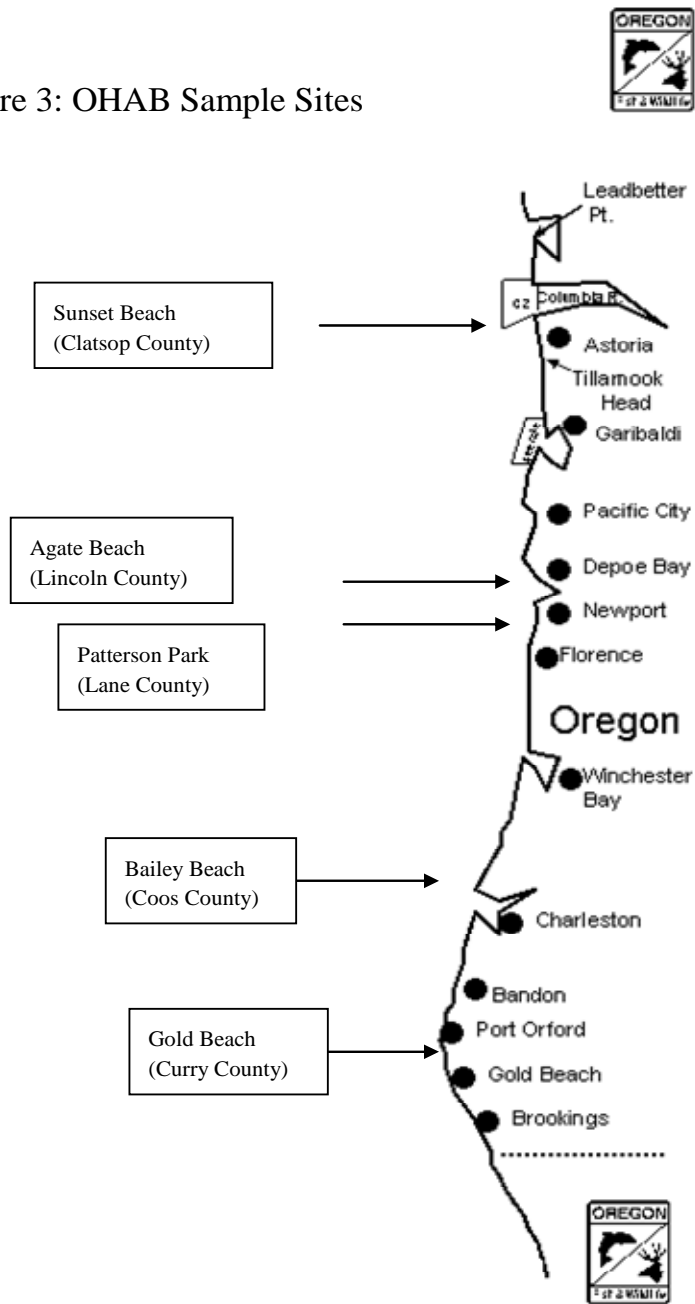 OREGON
re 3: OHAB Sample Sites
Leadbetter
Pt.
Sunset Beach
(Clatsop County)
Columbia R.
Astoria
Tillamook
Head
Garibaldi
Pacific City
Agate Beach
(Lincoln County)
Depoe Bay
Newport
Patterson Park
(Lane County)
Florence
Oregon
Winchester
Bay
Bailey Beach
(Coos County)
Charleston
Bandon
Gold Beach
(Curry County)
Port Orford
Gold Beach
Brookings
OREGON